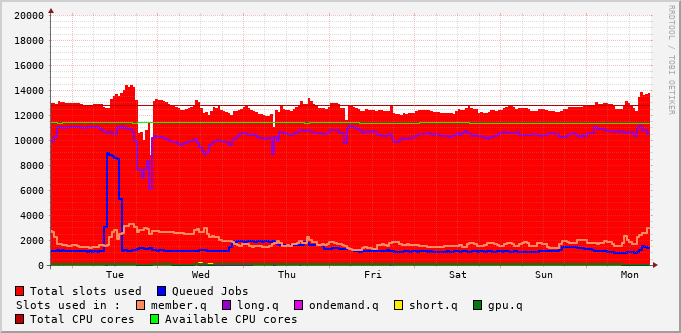 RRDTOOL / TOBI OETIKER
20000
18000
16000
14000
12000
10000
8000
6000
4000
2000
0
Tue Wed Thu Fri Sat Sun Mon
Total slots used Queued Jobs
Slots used in : member.q long.q ondemand.q short.q gpu.q
Total CPU cores Available CPU cores